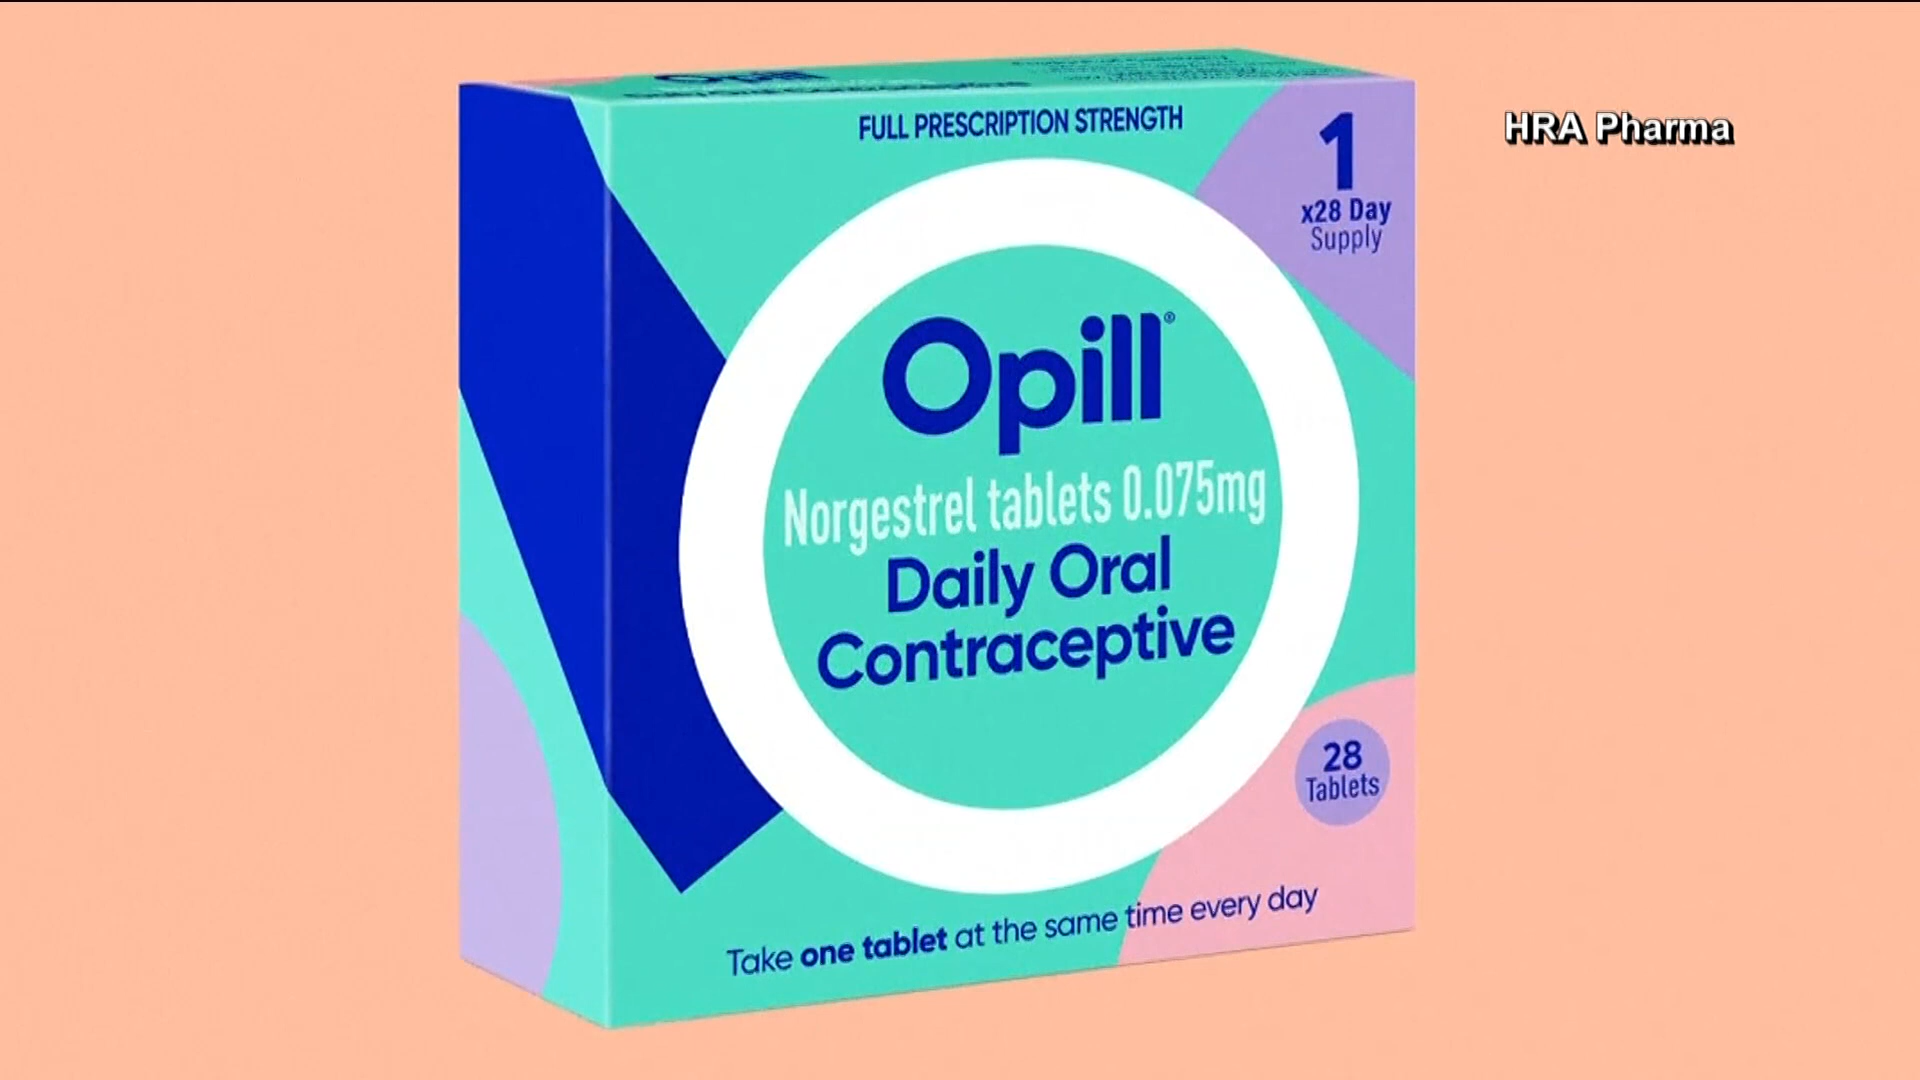 Opill
FULL PRESCRIPTION STRENGTH
HRA Pharma
1
x28 Day
Supply
Opill®
Norgestrel tablets 0.075mg
Daily Oral
Contraceptive
28
Tablets
Take one tablet at the same time every day